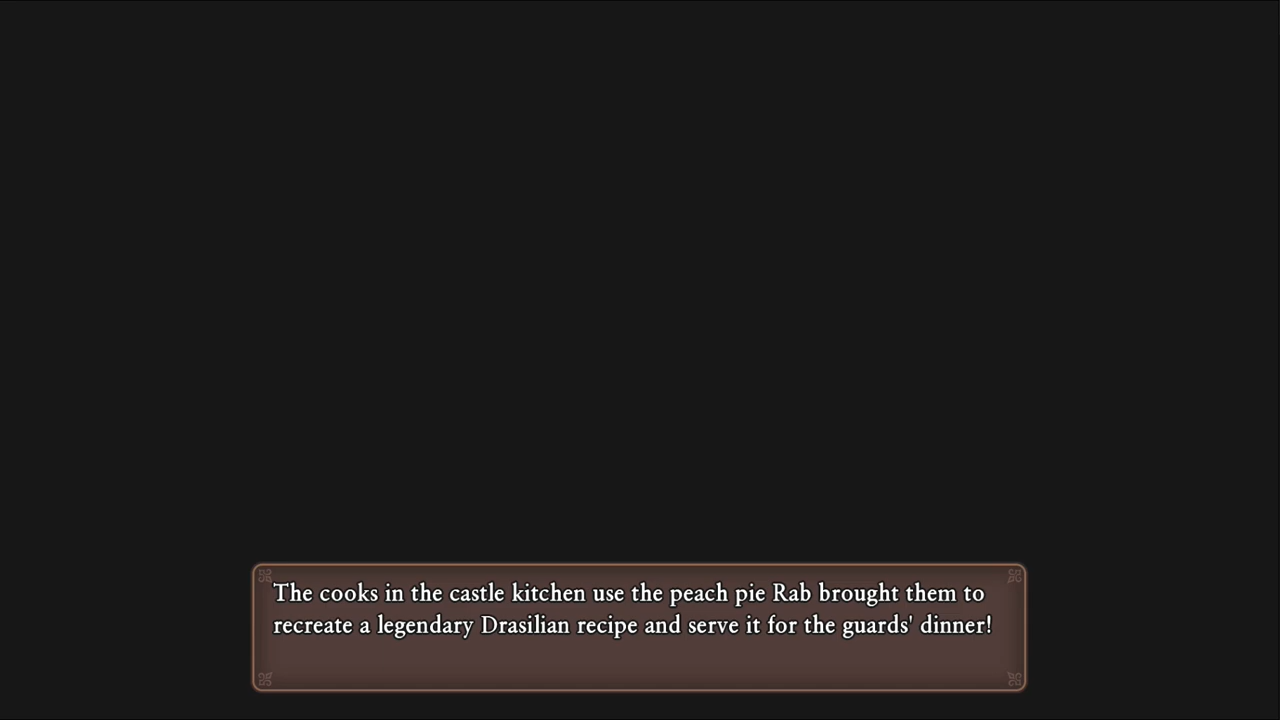 The cooks in the castle kitchen use the peach pie Rab brought them to
recreate a legendary Drasilian recipe and serve it for the guards' dinner!